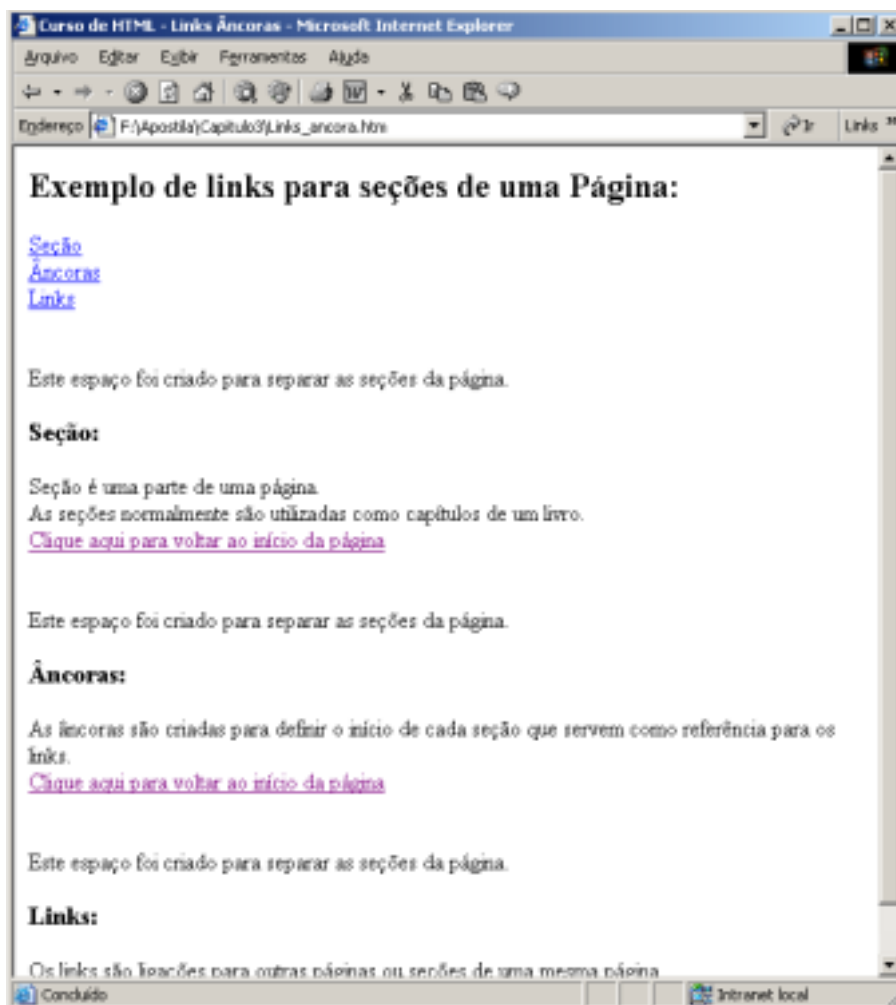 Curso de HTML - Links Âncoras - Microsoft Internet Explorer
Arquivo Editar Exibir Ferramentas Ajuda
Endereço F:\Apostila\Capitulo3\Links_ancora.htm Ir Links »
Exemplo de links para seções de uma Página:
Seção
Âncoras
Links
Este espaço foi criado para separar as seções da página.
Seção:
Seção é uma parte de uma página.
As seções normalmente são utilizadas como capítulos de um livro.
Clique aqui para voltar ao início da página
Este espaço foi criado para separar as seções da página.
Âncoras:
As âncoras são criadas para definir o início de cada seção que servem como referência para os
links.
Clique aqui para voltar ao início da página
Este espaço foi criado para separar as seções da página.
Links:
Os links são ligações para outras páginas ou seções de uma mesma página
Concluído Intranet local